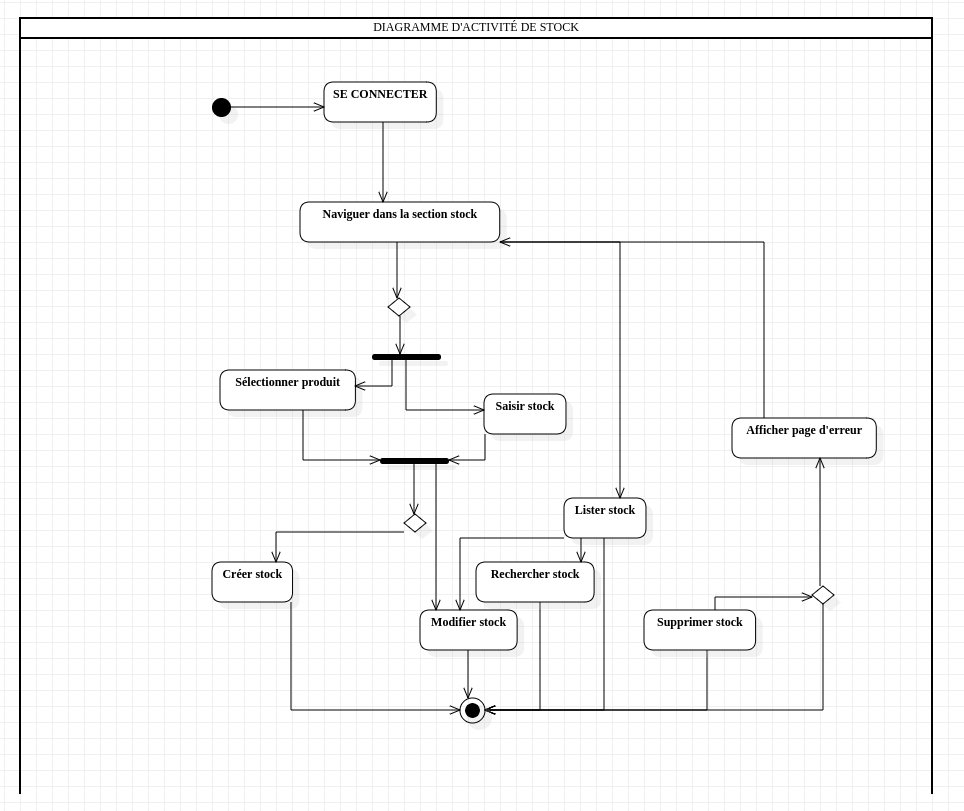 DIAGRAMME D'ACTIVITÉ DE STOCK
SE CONNECTER
Naviguer dans la section stock
Sélectionner produit
Saisir stock
Afficher page d'erreur
Lister stock
Créer stock
Rechercher stock
Modifier stock
Supprimer stock